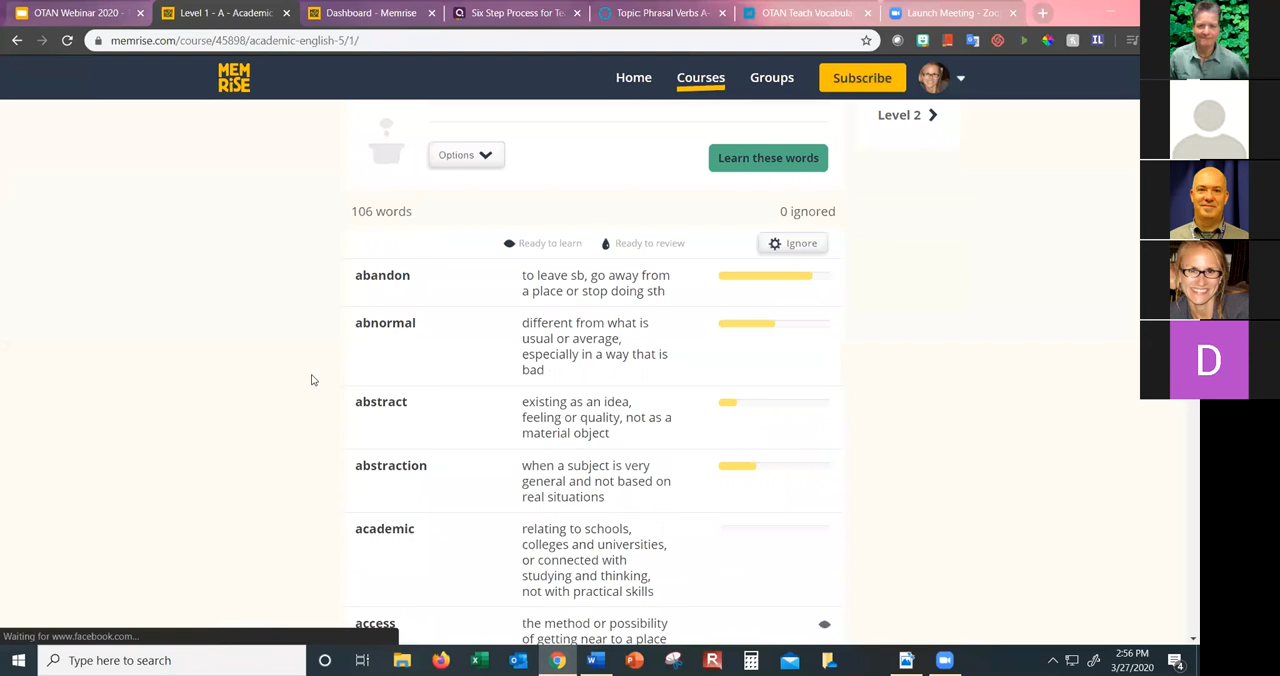 OTAN Webinar 2020 -
Level 1 - A - Academic
Dashboard - Memrise
Six Step Process for Te
Topic: Phrasal Verbs A-
OTAN Teach Vocabula
Launch Meeting - Zoo
memrise.com/course/45898/academic-english-5/1/
IL
MEM
RISE
Home
Courses
Groups
Subscribe
Level 2
Options
Learn these words
106 words
0 ignored
Ready to learn
Ready to review
Ignore
abandon
to leave sb, go away from
a place or stop doing sth
abnormal
different from what is
usual or average,
especially in a way that is
bad
abstract
existing as an idea,
feeling or quality, not as a
material object
abstraction
when a subject is very
general and not based on
real situations
academic
relating to schools,
colleges and universities,
or connected with
studying and thinking,
not with practical skills
access
the method or possibility
of getting near to a place
D
Waiting for www.facebook.com...
Type here to search
2:56 PM
3/27/2020
4